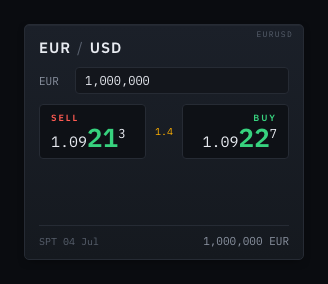 EURUSD
EUR / USD
EUR 1,000,000
SELL BUY
1.09213 1.4 1.09227
SPT 04 Jul 1,000,000 EUR